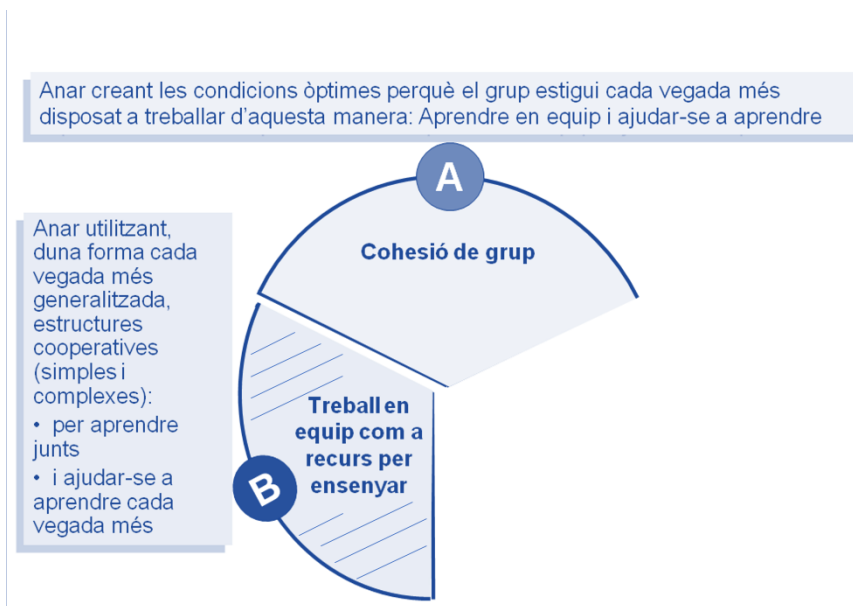 Anar creant les condicions òptimes perquè el grup estigui cada vegada més
disposat a treballar d'aquesta manera: Aprendre en equip i ajudar-se a aprendre
A
Cohesió de grup
Anar utilitzant,
duna forma cada
vegada més
generalitzada,
estructures
cooperatives
(simples i
complexes):
• per aprendre
junts
• i ajudar-se a
aprendre cada
vegada més
Treball en
equip com a
recurs per
ensenyar
B